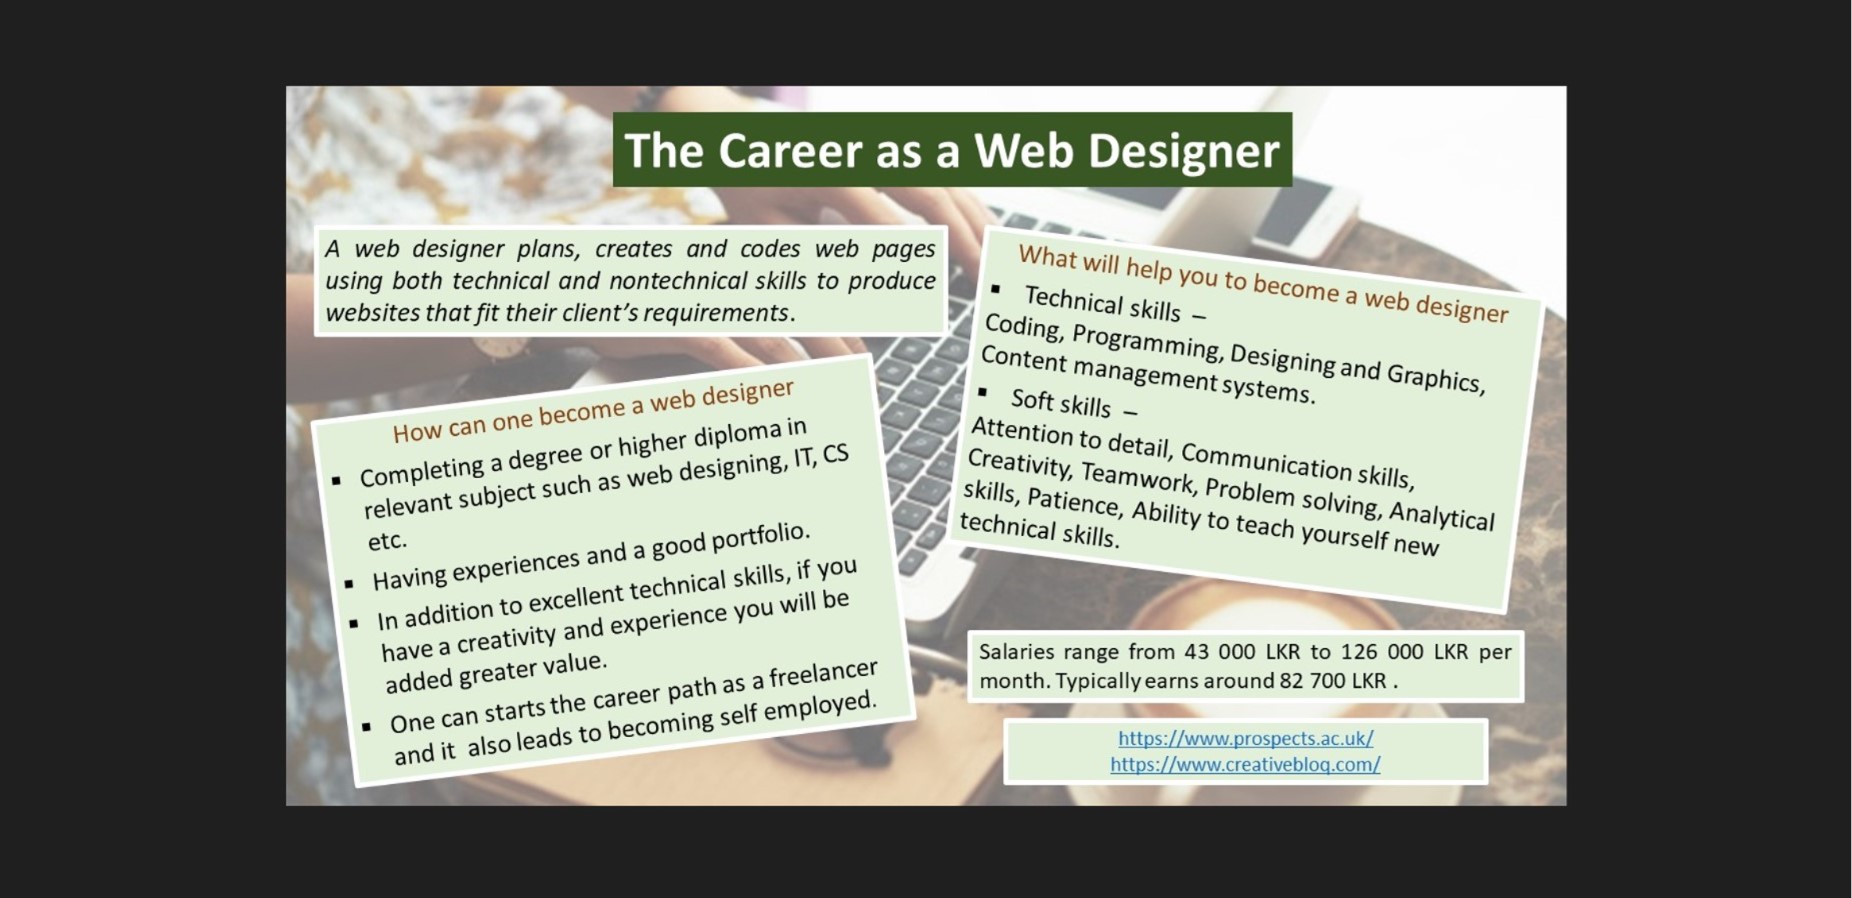 The Career as a Web Designer
A web designer plans, creates and codes web pages
using both technical and nontechnical skills to produce
websites that fit their client's requirements.
How can one become a web designer
▪ Completing a degree or higher diploma in
relevant subject such as web designing, IT, CS
etc.
▪ Having experiences and a good portfolio.
▪ In addition to excellent technical skills, if you
have a creativity and experience you will be
added greater value.
▪ One can starts the career path as a freelancer
and it also leads to becoming self employed.
What will help you to become a web designer
▪ Technical skills –
Coding, Programming, Designing and Graphics,
Content management systems.
▪ Soft skills –
Attention to detail, Communication skills,
Creativity, Teamwork, Problem solving, Analytical
skills, Patience, Ability to teach yourself new
technical skills.
Salaries range from 43 000 LKR to 126 000 LKR per
month. Typically earns around 82 700 LKR .
https://www.prospects.ac.uk/
https://www.creativebloq.com/